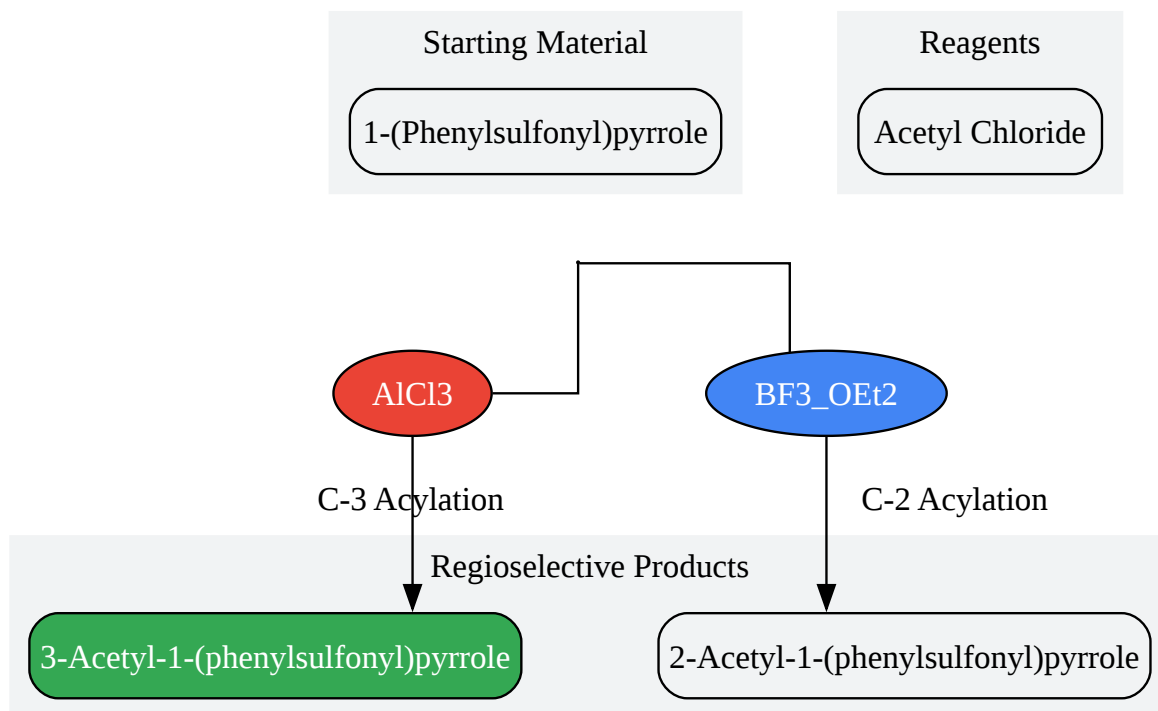 Starting Material
Reagents
1-(Phenylsulfonyl)pyrrole
Acetyl Chloride
AlCl3
BF3_OEt2
C-3 Acylation
C-2 Acylation
Regioselective Products
3-Acetyl-1-(phenylsulfonyl)pyrrole
2-Acetyl-1-(phenylsulfonyl)pyrrole